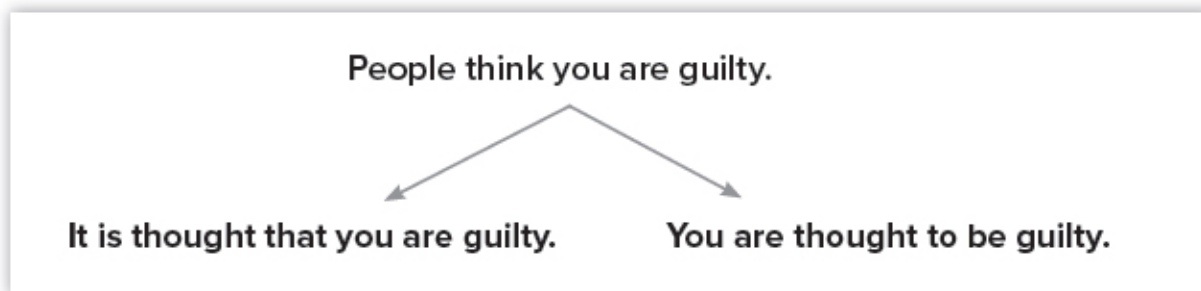 People think you are guilty.
It is thought that you are guilty. You are thought to be guilty.